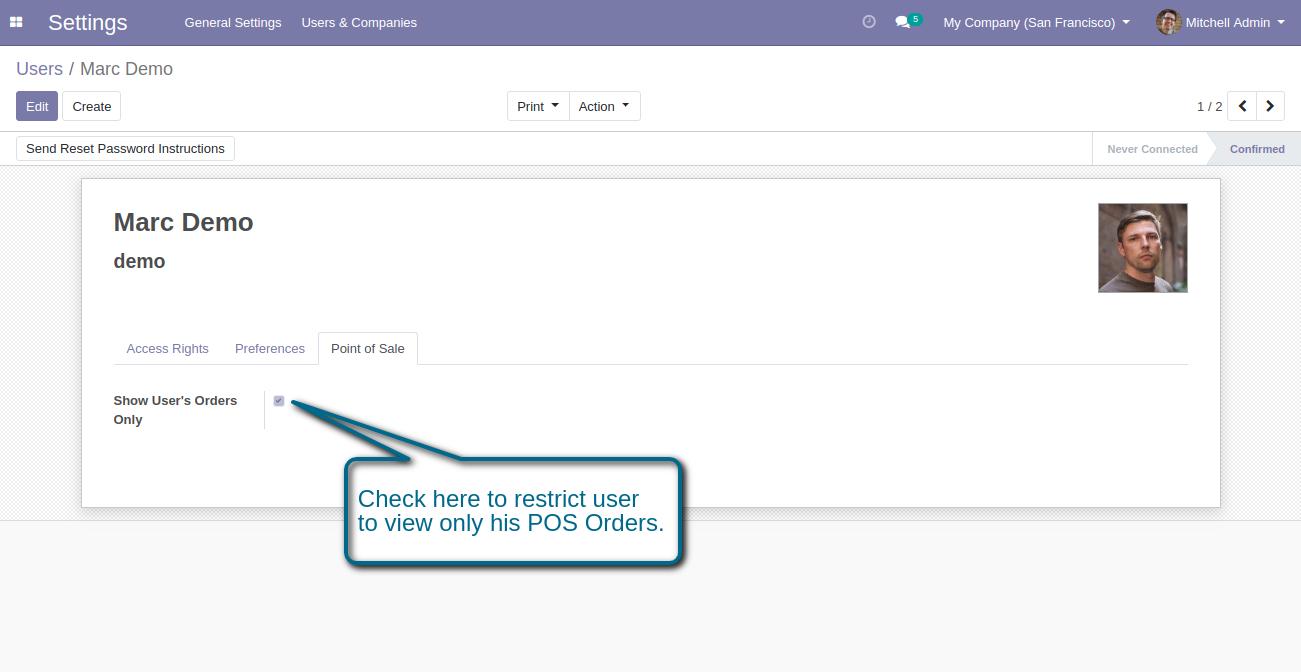 Settings General Settings Users & Companies 5 My Company (San Francisco) Mitchell Admin
Users / Marc Demo
Edit Create Print Action 1 / 2
Send Reset Password Instructions Never Connected Confirmed
Marc Demo
demo
Access Rights Preferences Point of Sale
Show User's Orders
Only
Check here to restrict user
to view only his POS Orders.